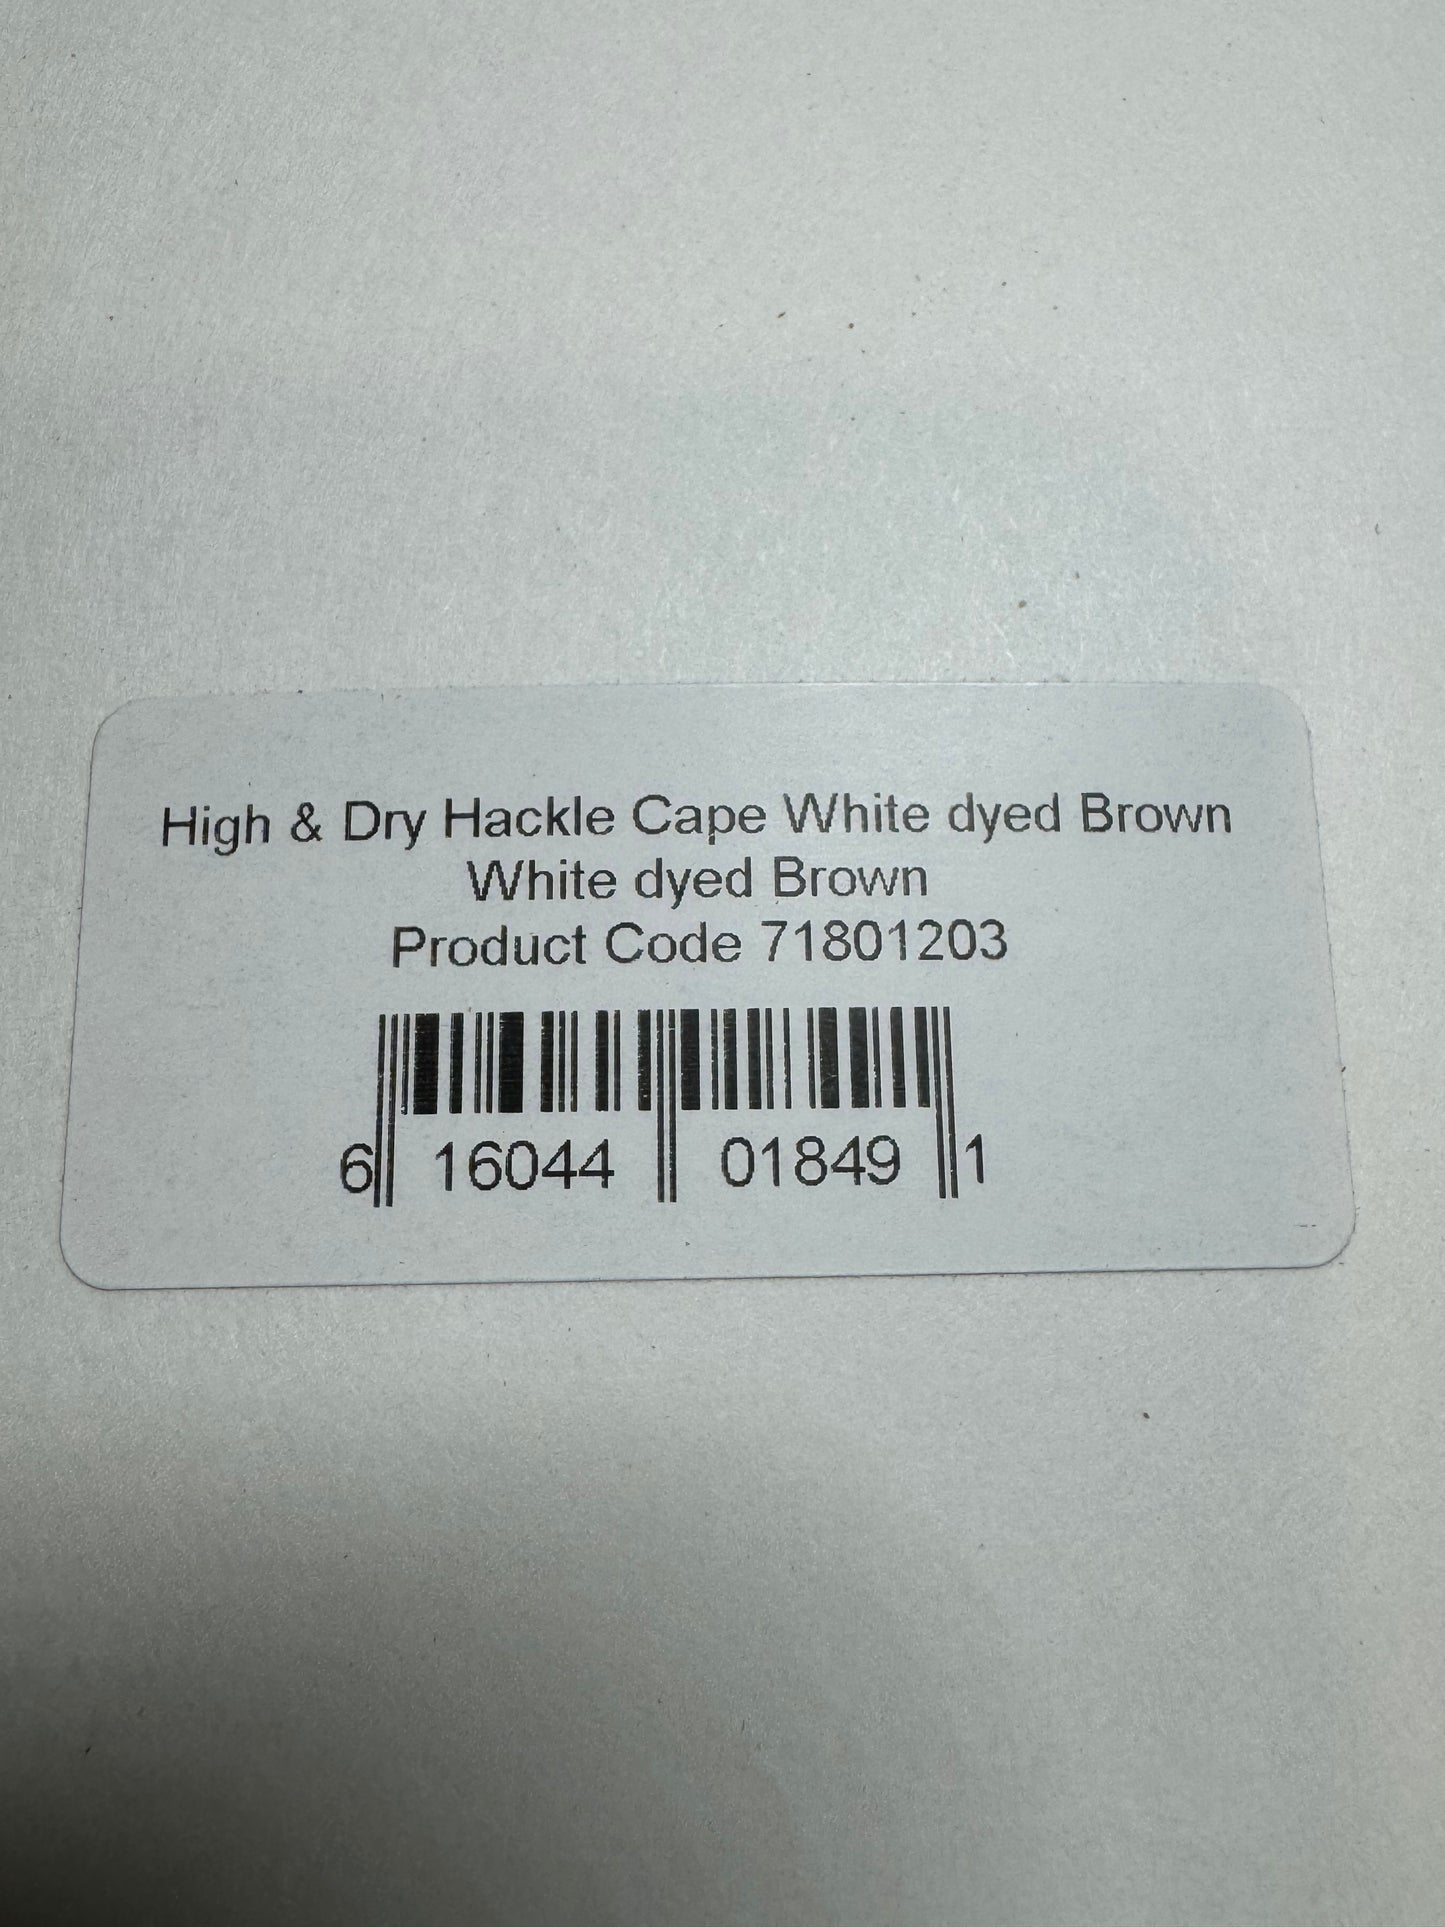 High & Dry Hackle Cape White dyed Brown
White dyed Brown
Product Code 71801203
6 16044 01849 1